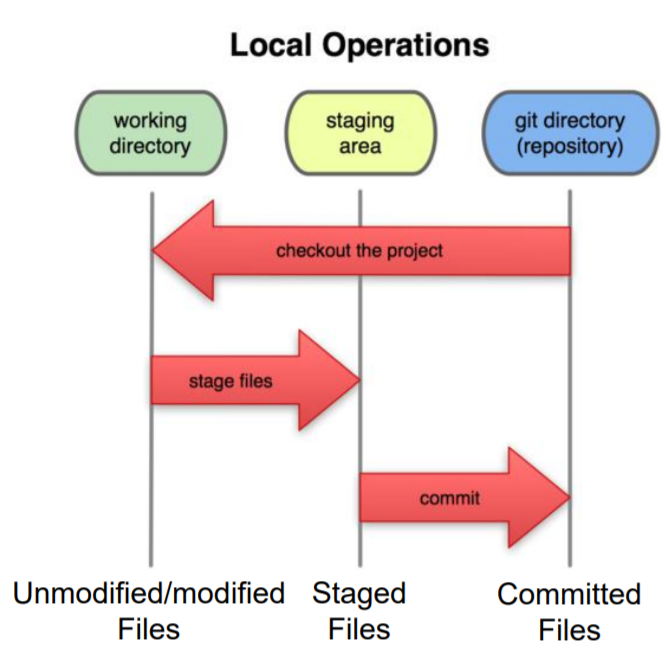 Local Operations
working
directory
staging
area
git directory
(repository)
checkout the project
stage files
commit
Unmodified/modified
Files
Staged
Files
Committed
Files